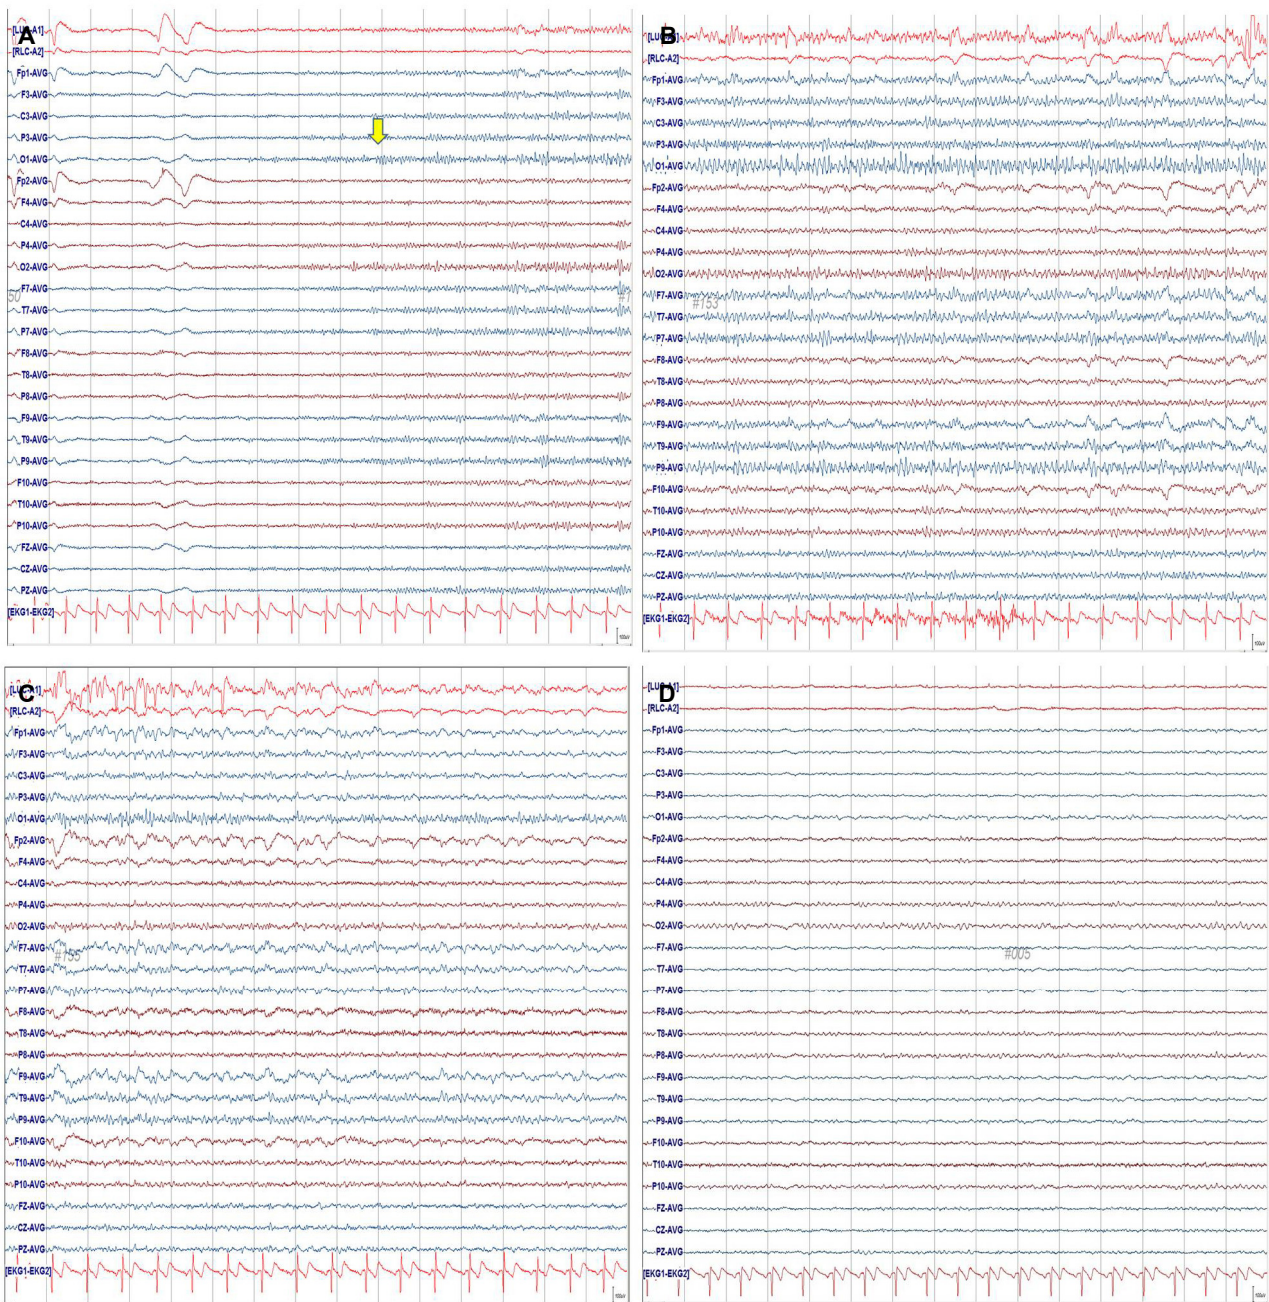 A
[LUC-A1]
[RLC-A2]
Fp1-AVG
F3-AVG
C3-AVG
P3-AVG
O1-AVG
Fp2-AVG
F4-AVG
C4-AVG
P4-AVG
O2-AVG
F7-AVG
50
T7-AVG
P7-AVG
F8-AVG
T8-AVG
P8-AVG
F9-AVG
T9-AVG
P9-AVG
F10-AVG
T10-AVG
P10-AVG
FZ-AVG
CZ-AVG
PZ-AVG
[EKG1-EKG2]
100uV
B
[RLC-A2]
Fp1-AVG
F3-AVG
C3-AVG
P3-AVG
O1-AVG
Fp2-AVG
F4-AVG
C4-AVG
P4-AVG
O2-AVG
F7-AVG
#153
T7-AVG
P7-AVG
F8-AVG
T8-AVG
P8-AVG
F9-AVG
T9-AVG
P9-AVG
F10-AVG
T10-AVG
P10-AVG
FZ-AVG
CZ-AVG
PZ-AVG
[EKG1-EKG2]
100uV
C
[RLC-A2]
Fp1-AVG
F3-AVG
C3-AVG
P3-AVG
O1-AVG
Fp2-AVG
F4-AVG
C4-AVG
P4-AVG
O2-AVG
F7-AVG
#155
T7-AVG
P7-AVG
F8-AVG
T8-AVG
P8-AVG
F9-AVG
T9-AVG
P9-AVG
F10-AVG
T10-AVG
P10-AVG
FZ-AVG
CZ-AVG
PZ-AVG
[EKG1-EKG2]
100uV
D
[RLC-A2]
Fp1-AVG
F3-AVG
C3-AVG
P3-AVG
O1-AVG
Fp2-AVG
F4-AVG
C4-AVG
P4-AVG
O2-AVG
F7-AVG
#005
T7-AVG
P7-AVG
F8-AVG
T8-AVG
P8-AVG
F9-AVG
T9-AVG
P9-AVG
F10-AVG
T10-AVG
P10-AVG
FZ-AVG
CZ-AVG
PZ-AVG
[EKG1-EKG2]
100uV